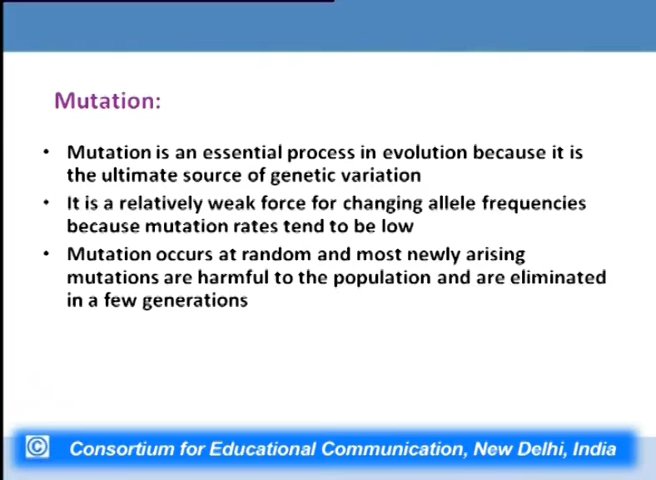 Mutation:
• Mutation is an essential process in evolution because it is
the ultimate source of genetic variation
• It is a relatively weak force for changing allele frequencies
because mutation rates tend to be low
• Mutation occurs at random and most newly arising
mutations are harmful to the population and are eliminated
in a few generations
© Consortium for Educational Communication, New Delhi, India